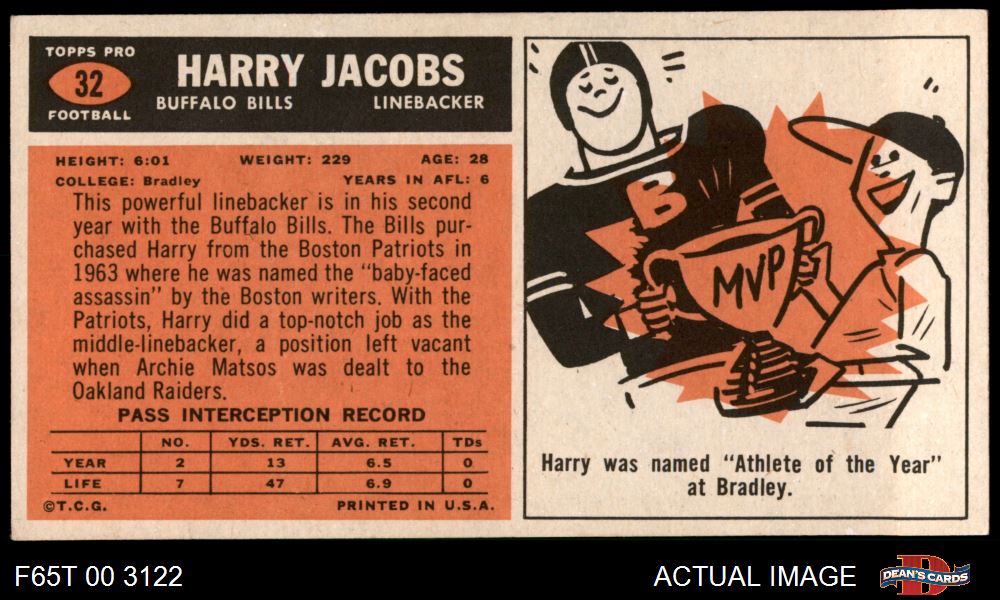 TOPPS PRO
32
FOOTBALL
HARRY JACOBS
BUFFALO BILLS LINEBACKER
HEIGHT: 6:01 WEIGHT: 229 AGE: 28
COLLEGE: Bradley YEARS IN AFL: 6
This powerful linebacker is in his second
year with the Buffalo Bills. The Bills pur-
chased Harry from the Boston Patriots in
1963 where he was named the "baby-faced
assassin" by the Boston writers. With the
Patriots, Harry did a top-notch job as the
middle-linebacker, a position left vacant
when Archie Matsos was dealt to the
Oakland Raiders.
PASS INTERCEPTION RECORD
NO. YDS. RET. AVG. RET. TDs
YEAR 2 13 6.5 0
LIFE 7 47 6.9 0
©T.C.G. PRINTED IN U.S.A.
B
MVP
Harry was named "Athlete of the Year"
at Bradley.
F65T 00 3122
ACTUAL IMAGE
D
DEAN'S CARDS